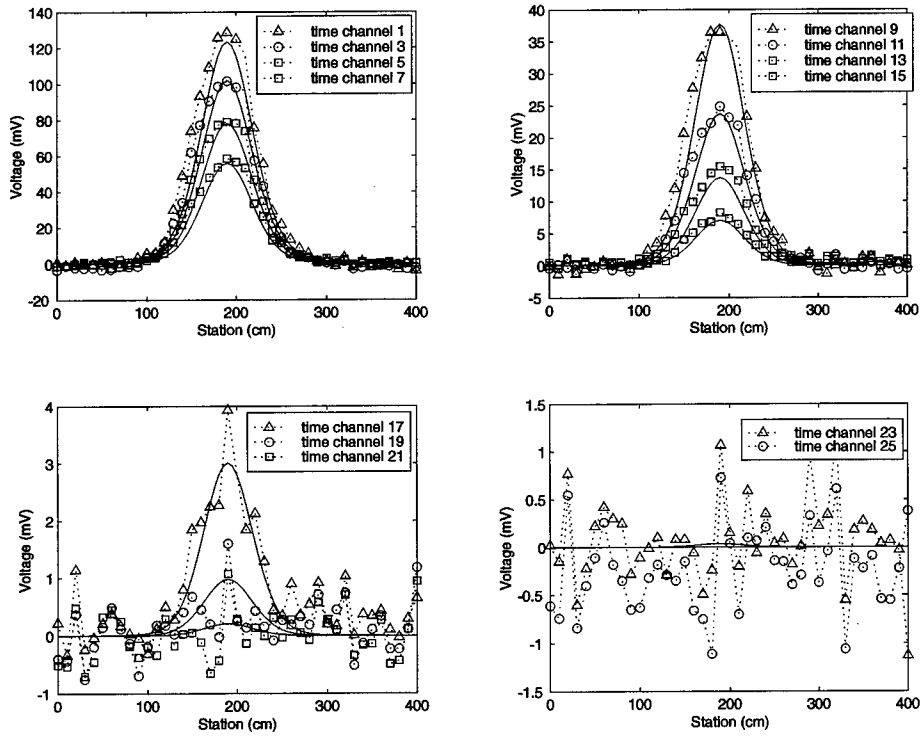 140
120
100
80
60
40
20
0
-20
Voltage (mV)
0 100 200 300 400
Station (cm)
time channel 1
time channel 3
time channel 5
time channel 7
40
35
30
25
20
15
10
5
0
-5
Voltage (mV)
0 100 200 300 400
Station (cm)
time channel 9
time channel 11
time channel 13
time channel 15
4
3
2
1
0
-1
Voltage (mV)
0 100 200 300 400
Station (cm)
time channel 17
time channel 19
time channel 21
1.5
1
0.5
0
-0.5
-1
-1.5
Voltage (mV)
0 100 200 300 400
Station (cm)
time channel 23
time channel 25